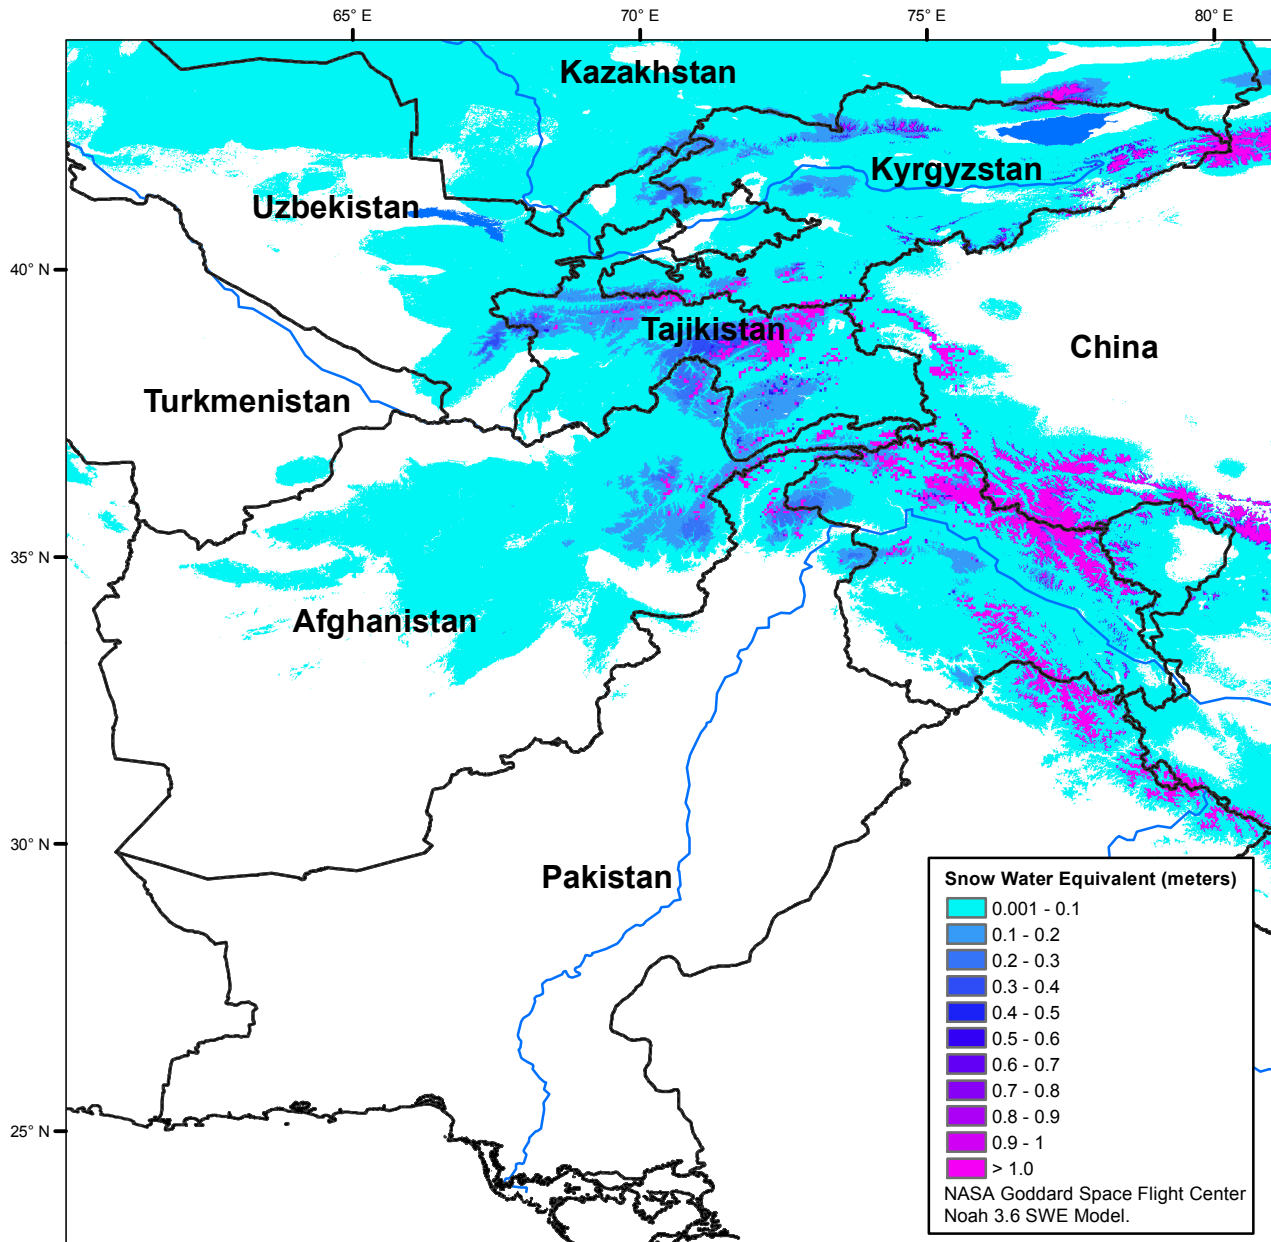 65° E
70° E
75° E
80° E
Kazakhstan
Kyrgyzstan
Uzbekistan
40° N
Tajikistan
China
Turkmenistan
35° N
Afghanistan
30° N
Pakistan
25° N
Snow Water Equivalent (meters)
0.001 - 0.1
0.1 - 0.2
0.2 - 0.3
0.3 - 0.4
0.4 - 0.5
0.5 - 0.6
0.6 - 0.7
0.7 - 0.8
0.8 - 0.9
0.9 - 1
> 1.0
NASA Goddard Space Flight Center
Noah 3.6 SWE Model.